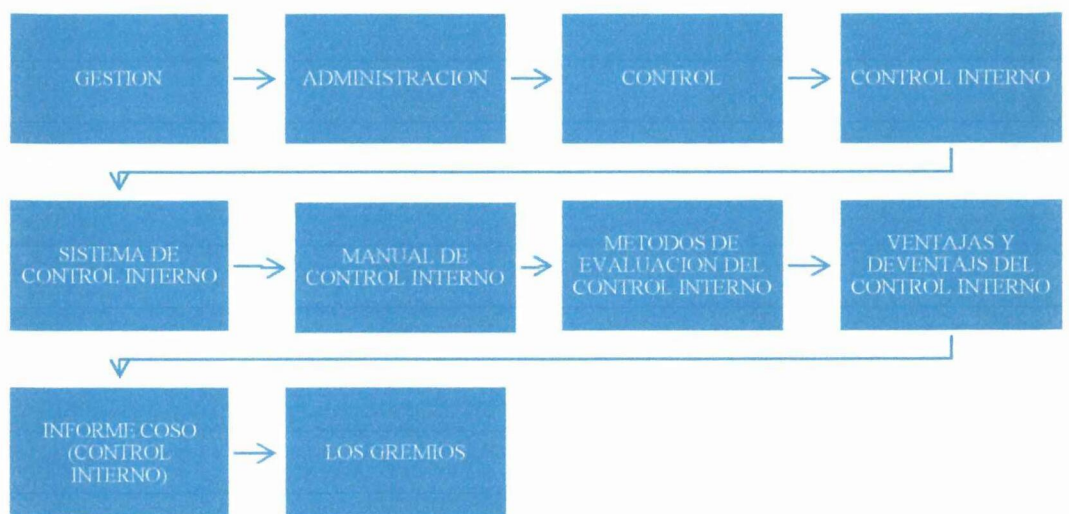 GESTION
ADMINISTRACION
CONTROL
CONTROL INTERNO
SISTEMA DE
CONTROL INTERNO
MANUAL DE
CONTROL INTERNO
METODOS DE
EVALUACION DEL
CONTROL INTERNO
VENTAJAS Y
DEVENTAJS DEL
CONTROL INTERNO
INFORME COSO
(CONTROL
INTERNO)
LOS GREMIOS